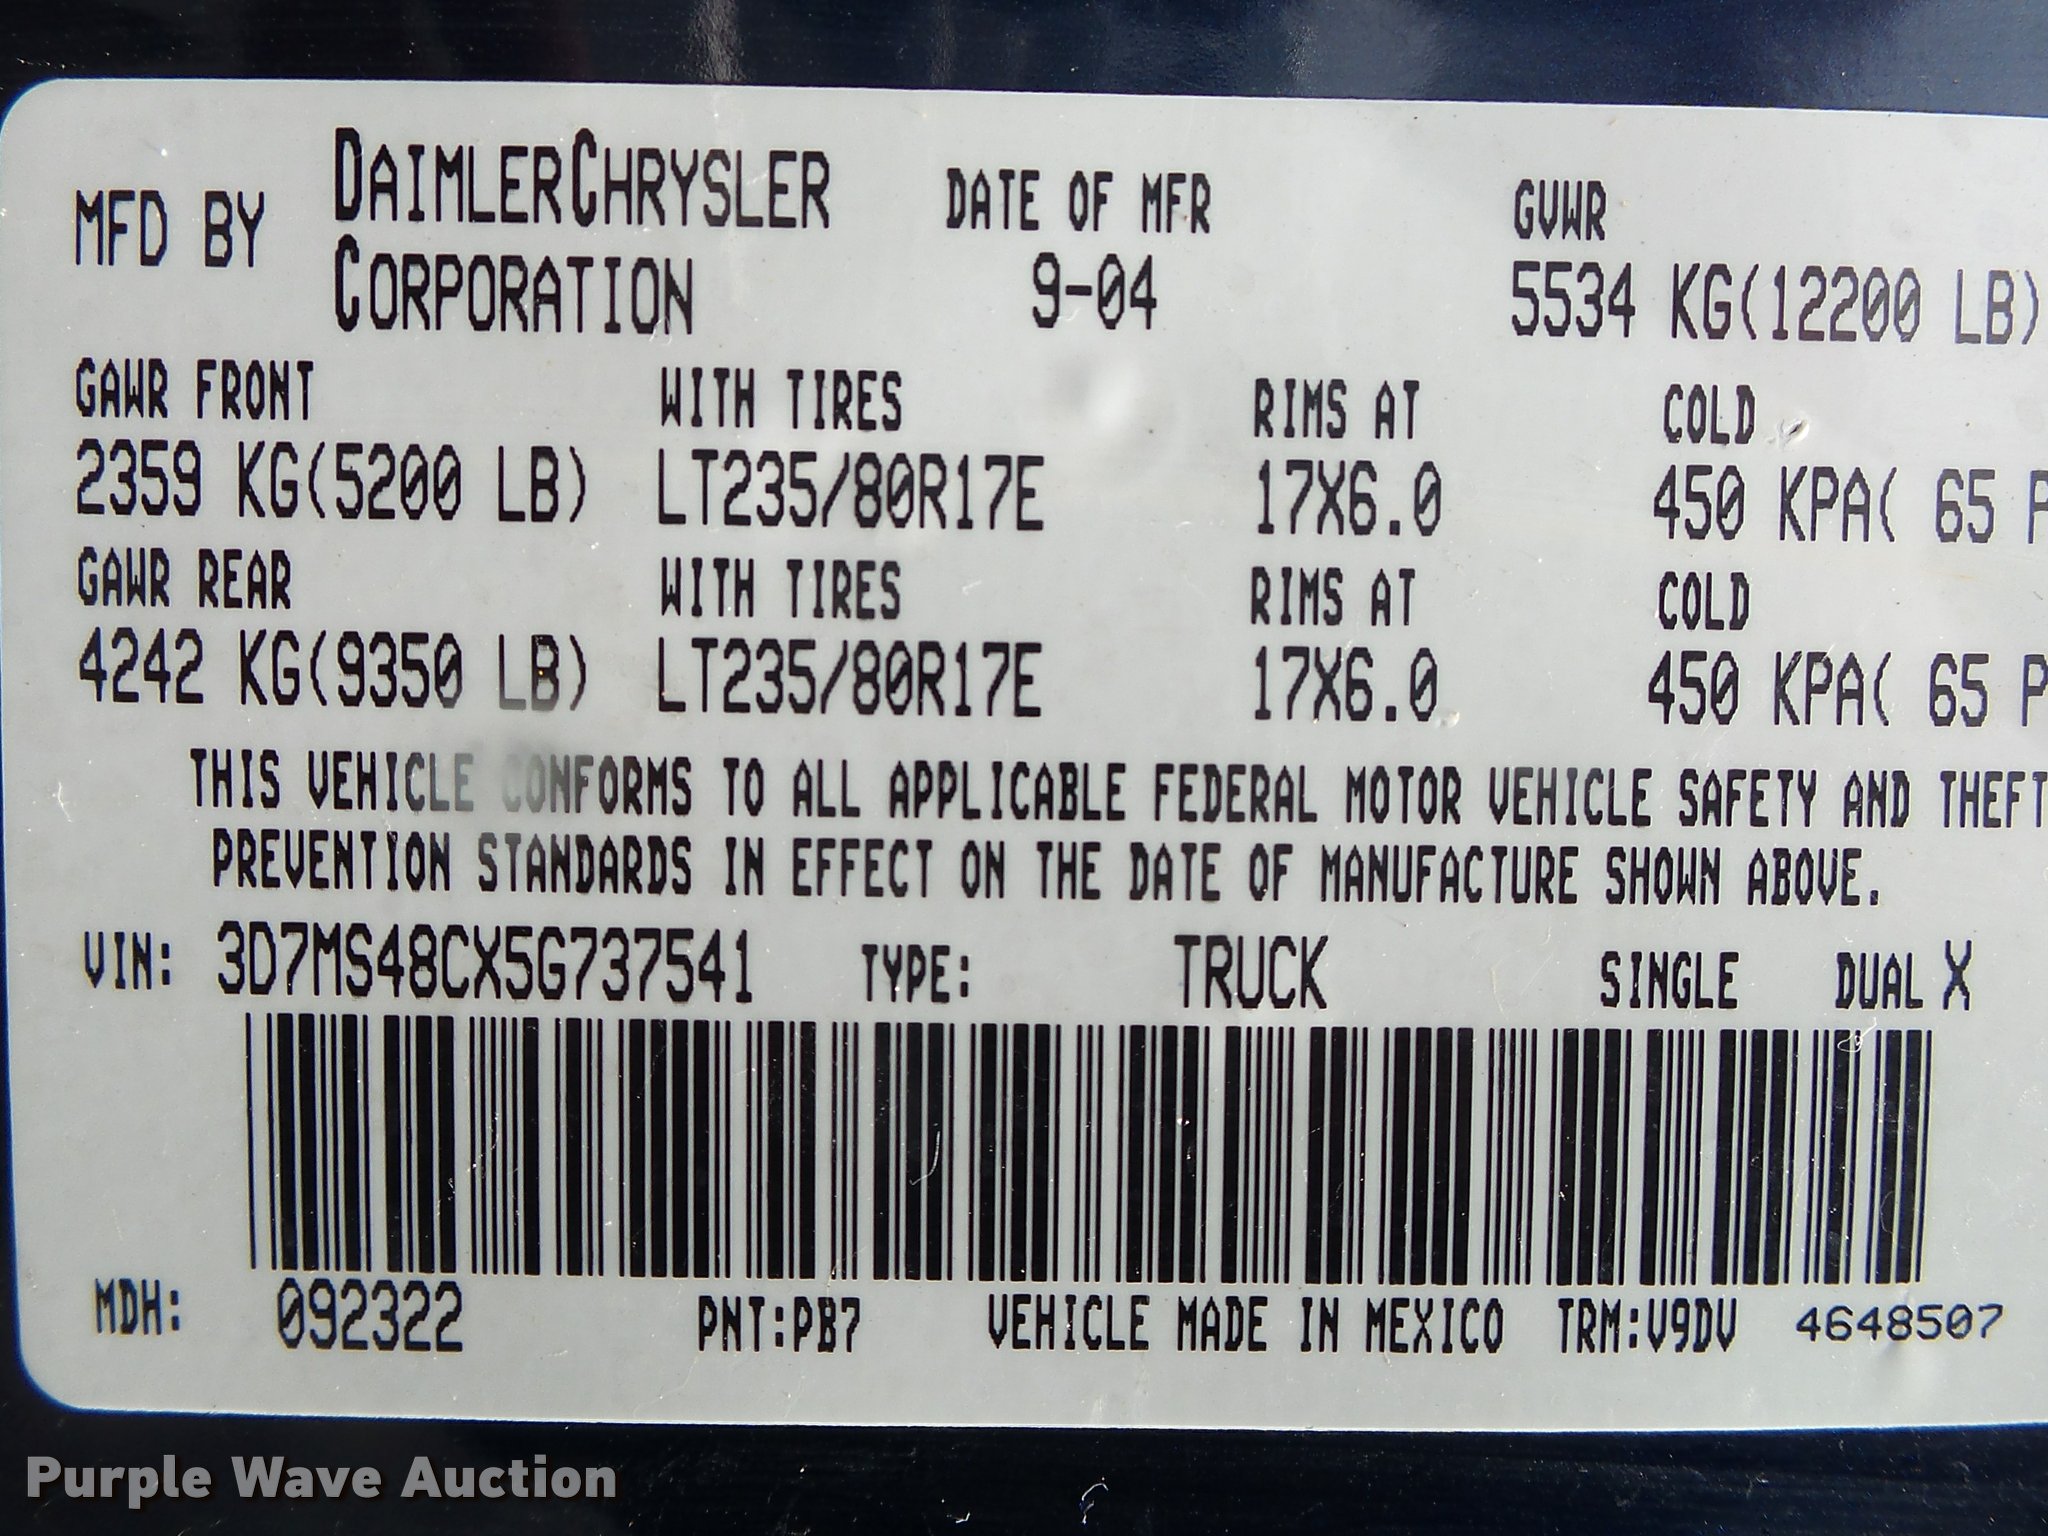 MFD BY DAIMLERCHRYSLER CORPORATION DATE OF MFR 9-04 GVWR
5534 KG(12200 LB)
GAWR FRONT WITH TIRES RIMS AT COLD
2359 KG(5200 LB) LT235/80R17E 17X6.0 450 KPA( 65 P
GAWR REAR WITH TIRES RIMS AT COLD
4242 KG(9350 LB) LT235/80R17E 17X6.0 450 KPA( 65 P
THIS VEHICLE CONFORMS TO ALL APPLICABLE FEDERAL MOTOR VEHICLE SAFETY AND THEFT
PREVENTION STANDARDS IN EFFECT ON THE DATE OF MANUFACTURE SHOWN ABOVE.
VIN: 3D7MS48CX5G737541 TYPE: TRUCK SINGLE DUAL X
MDH: 092322 PNT:PB7 VEHICLE MADE IN MEXICO TRM:V9DV 4648507
Purple Wave Auction